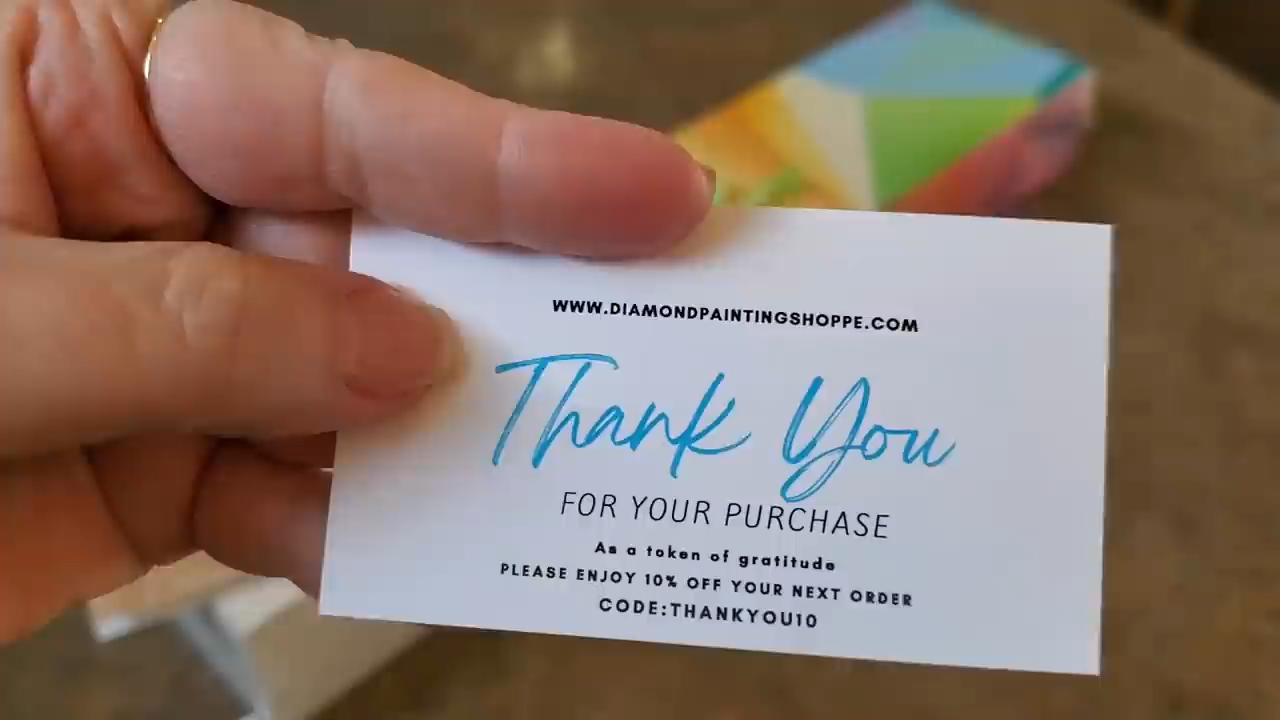 WWW.DIAMONDPAINTINGSHOPPE.COM
Thank You
FOR YOUR PURCHASE
As a token of gratitude
PLEASE ENJOY 10% OFF YOUR NEXT ORDER
CODE:THANKYOU10